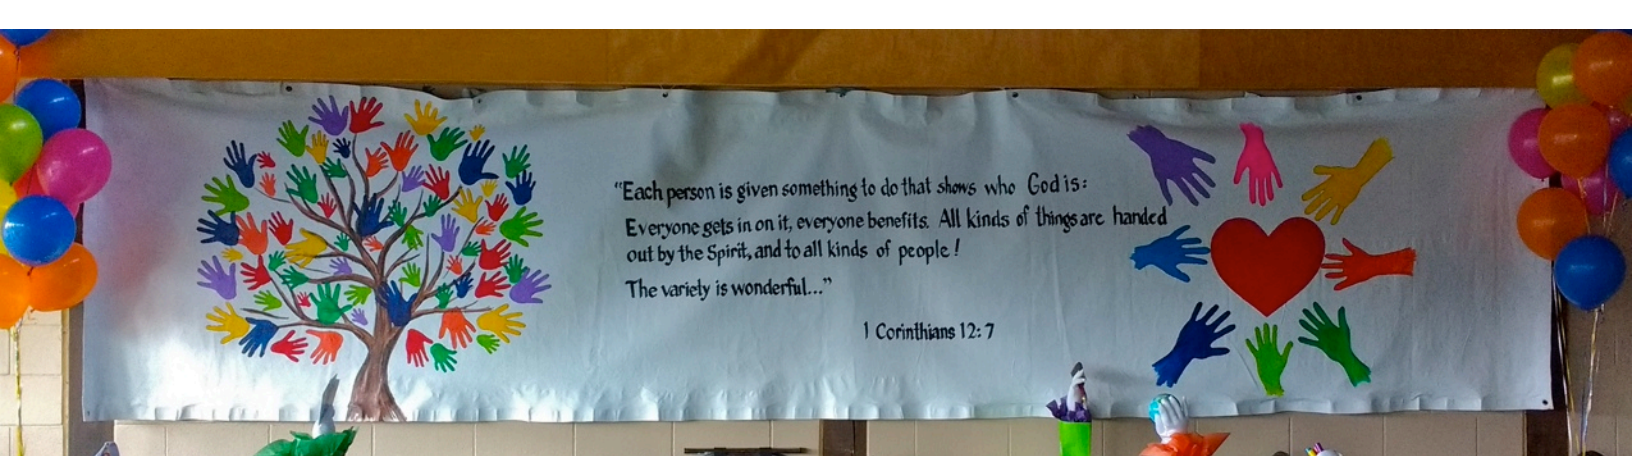 "Each person is given something to do that shows who God is:
Everyone gets in on it, everyone benefits. All kinds of things are handed
out by the Spirit, and to all kinds of people!
The variety is wonderful..."
1 Corinthians 12:7